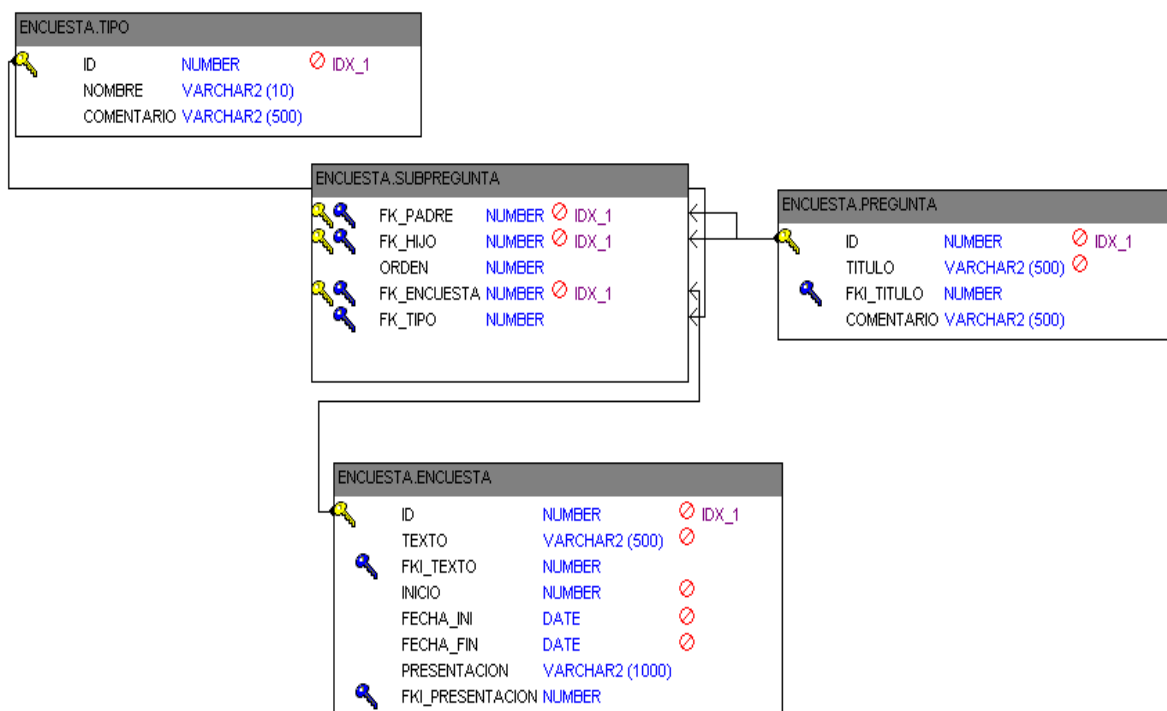 ENCUESTA.TIPO
ID NUMBER IDX_1
NOMBRE VARCHAR2 (10)
COMENTARIO VARCHAR2 (500)
ENCUESTA.SUBPREGUNTA
FK_PADRE NUMBER IDX_1
FK_HIJO NUMBER IDX_1
ORDEN NUMBER
FK_ENCUESTA NUMBER IDX_1
FK_TIPO NUMBER
ENCUESTA.PREGUNTA
ID NUMBER IDX_1
TITULO VARCHAR2 (500)
FKI_TITULO NUMBER
COMENTARIO VARCHAR2 (500)
ENCUESTA.ENCUESTA
ID NUMBER IDX_1
TEXTO VARCHAR2 (500)
FKI_TEXTO NUMBER
INICIO NUMBER
FECHA_INI DATE
FECHA_FIN DATE
PRESENTACION VARCHAR2 (1000)
FKI_PRESENTACION NUMBER